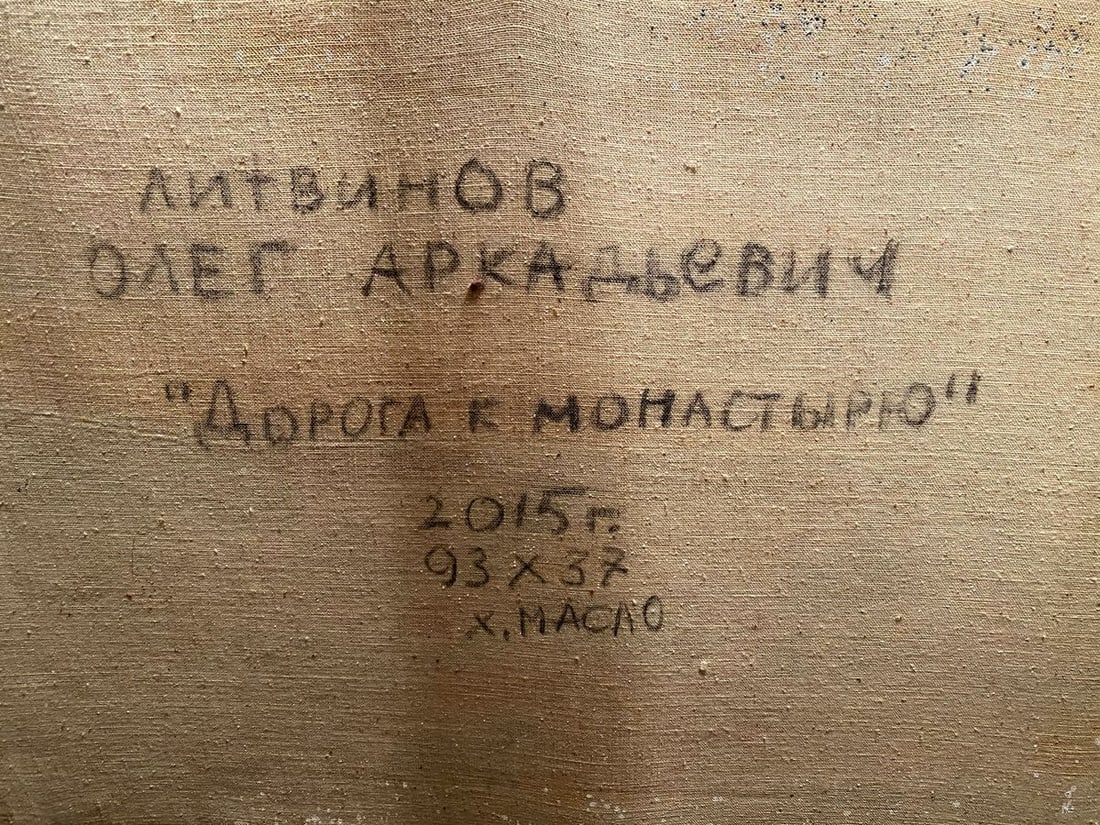 ЛИТВИНОВ
ОЛЕГ АРКАДЬЕВИЧ
"ДОРОГА К МОНАСТЫРЮ"
2015г.
93 X 37
х. МАСЛО